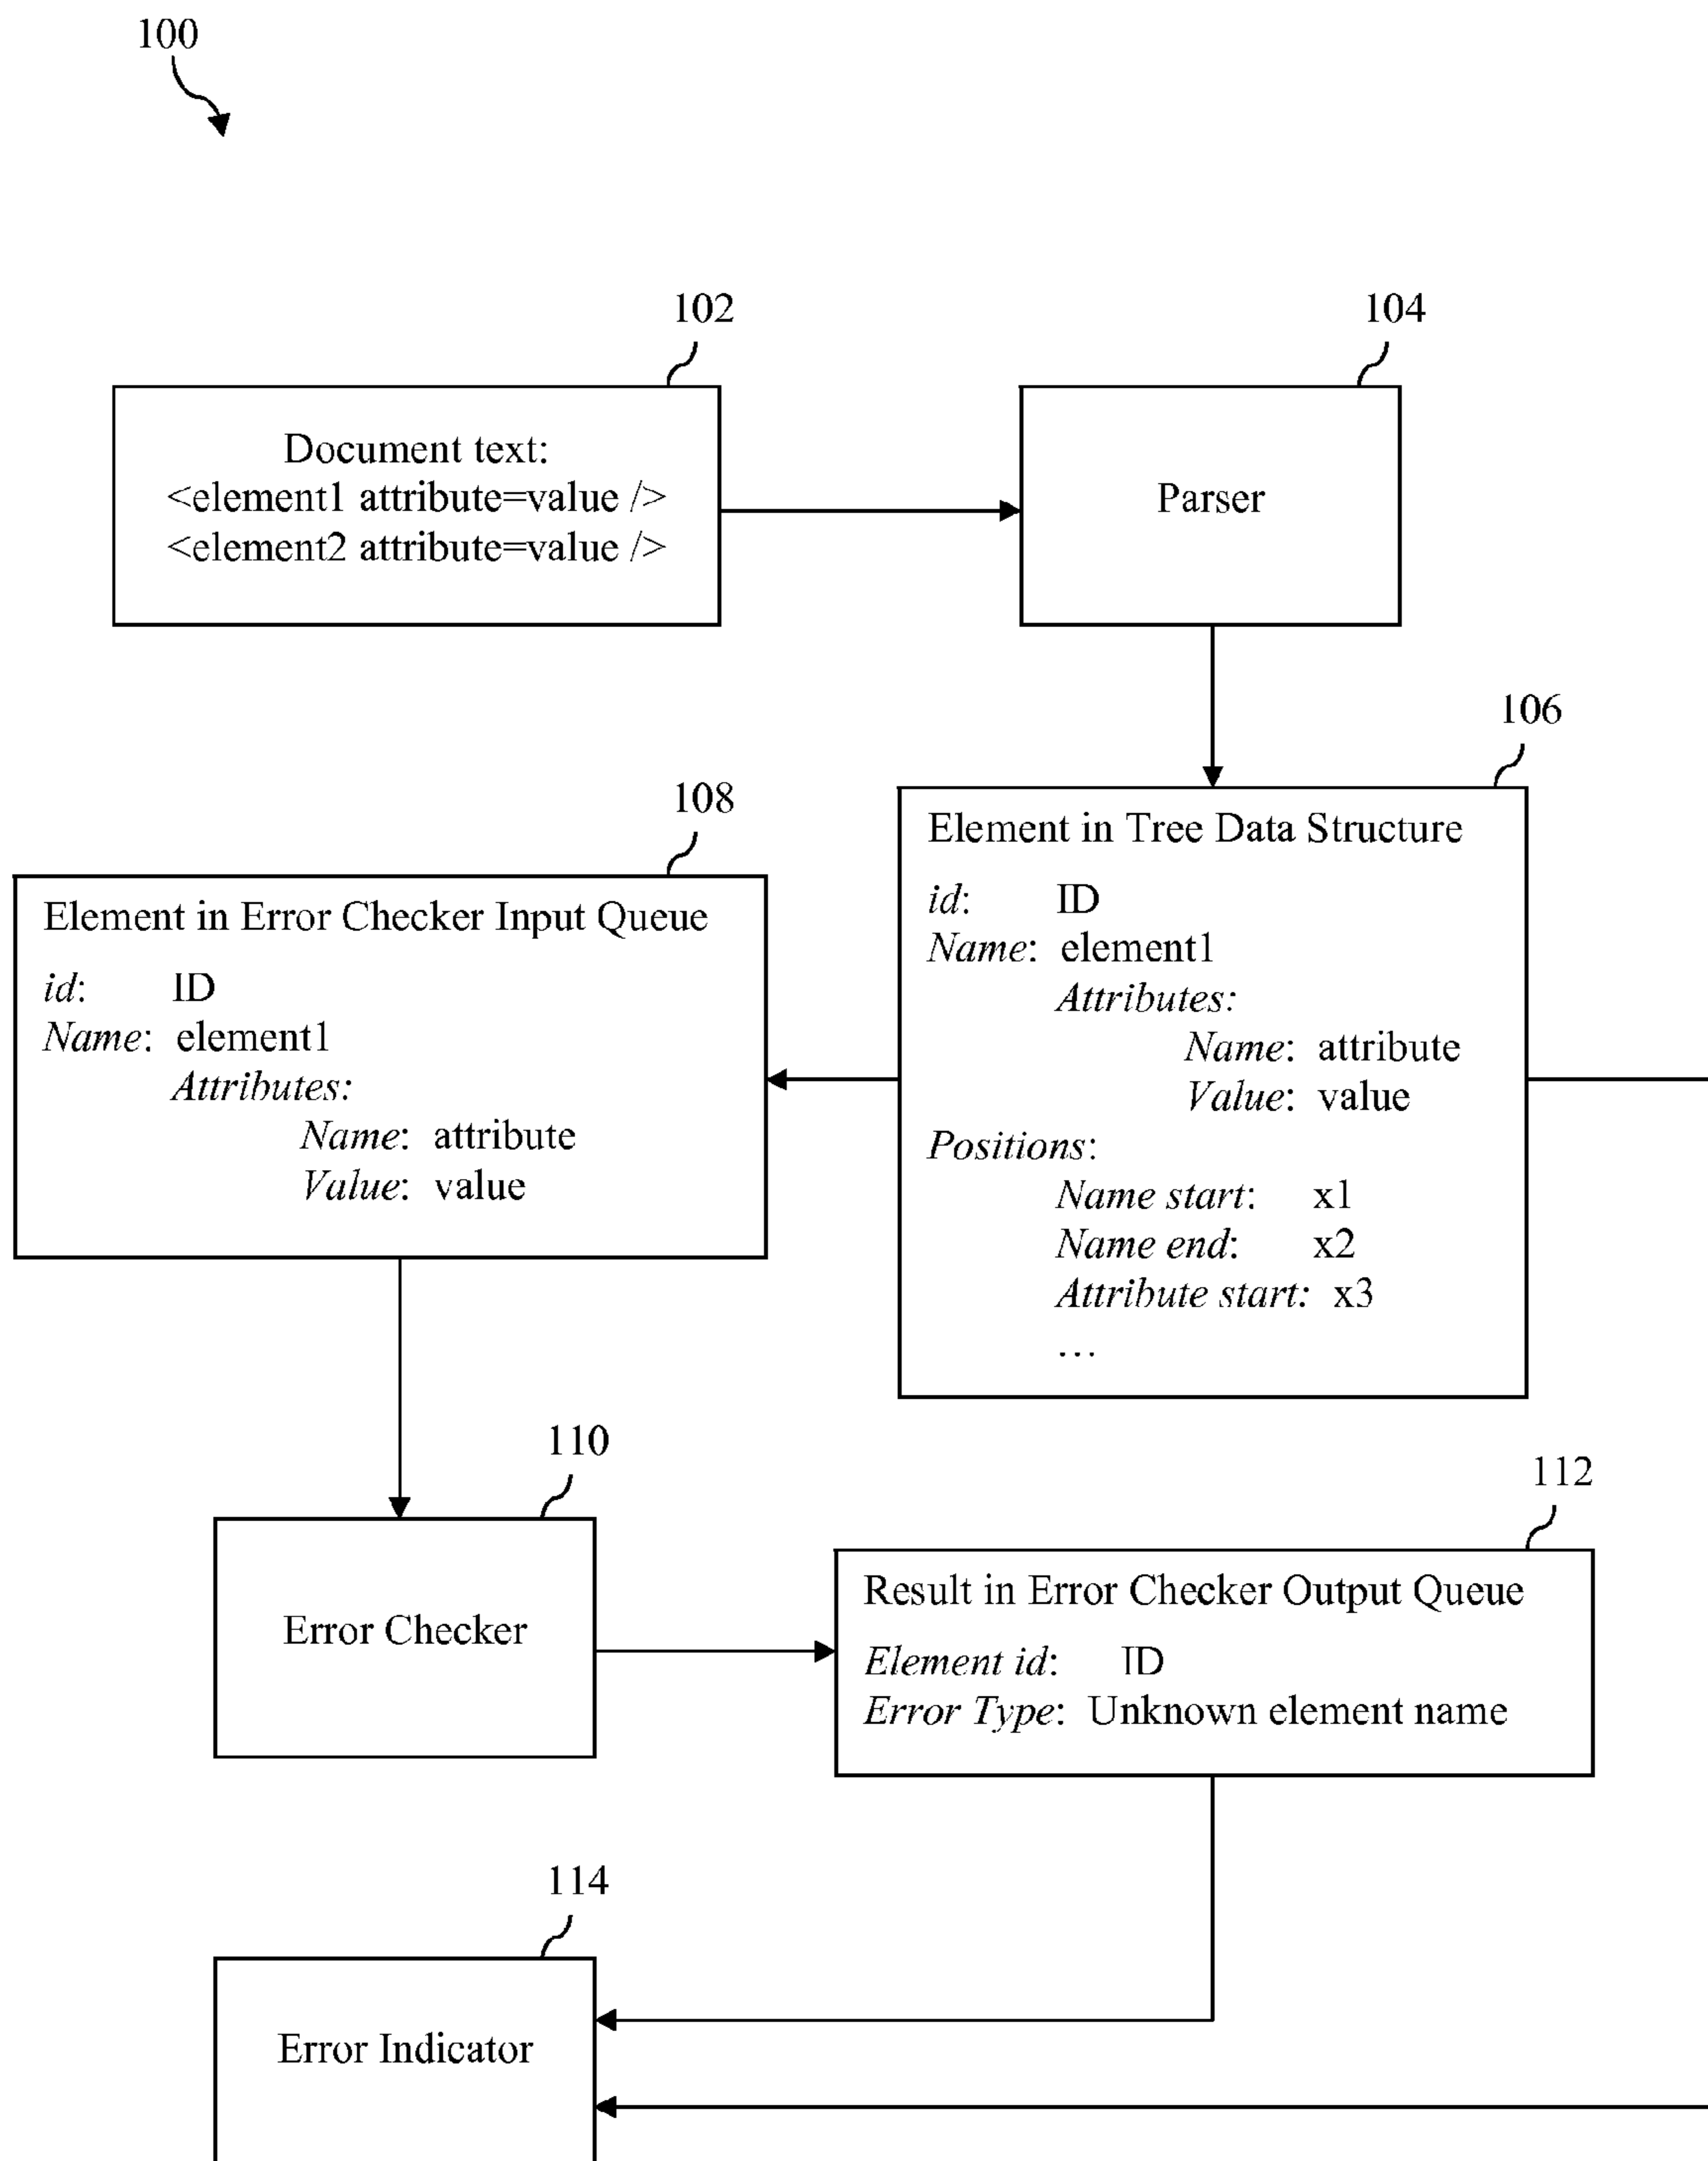 100
102
Document text:
<element1 attribute=value />
<element2 attribute=value />
104
Parser
106
Element in Tree Data Structure
id: ID
Name: element1
Attributes:
Name: attribute
Value: value
Positions:
Name start: x1
Name end: x2
Attribute start: x3
...
108
Element in Error Checker Input Queue
id: ID
Name: element1
Attributes:
Name: attribute
Value: value
110
Error Checker
112
Result in Error Checker Output Queue
Element id: ID
Error Type: Unknown element name
114
Error Indicator